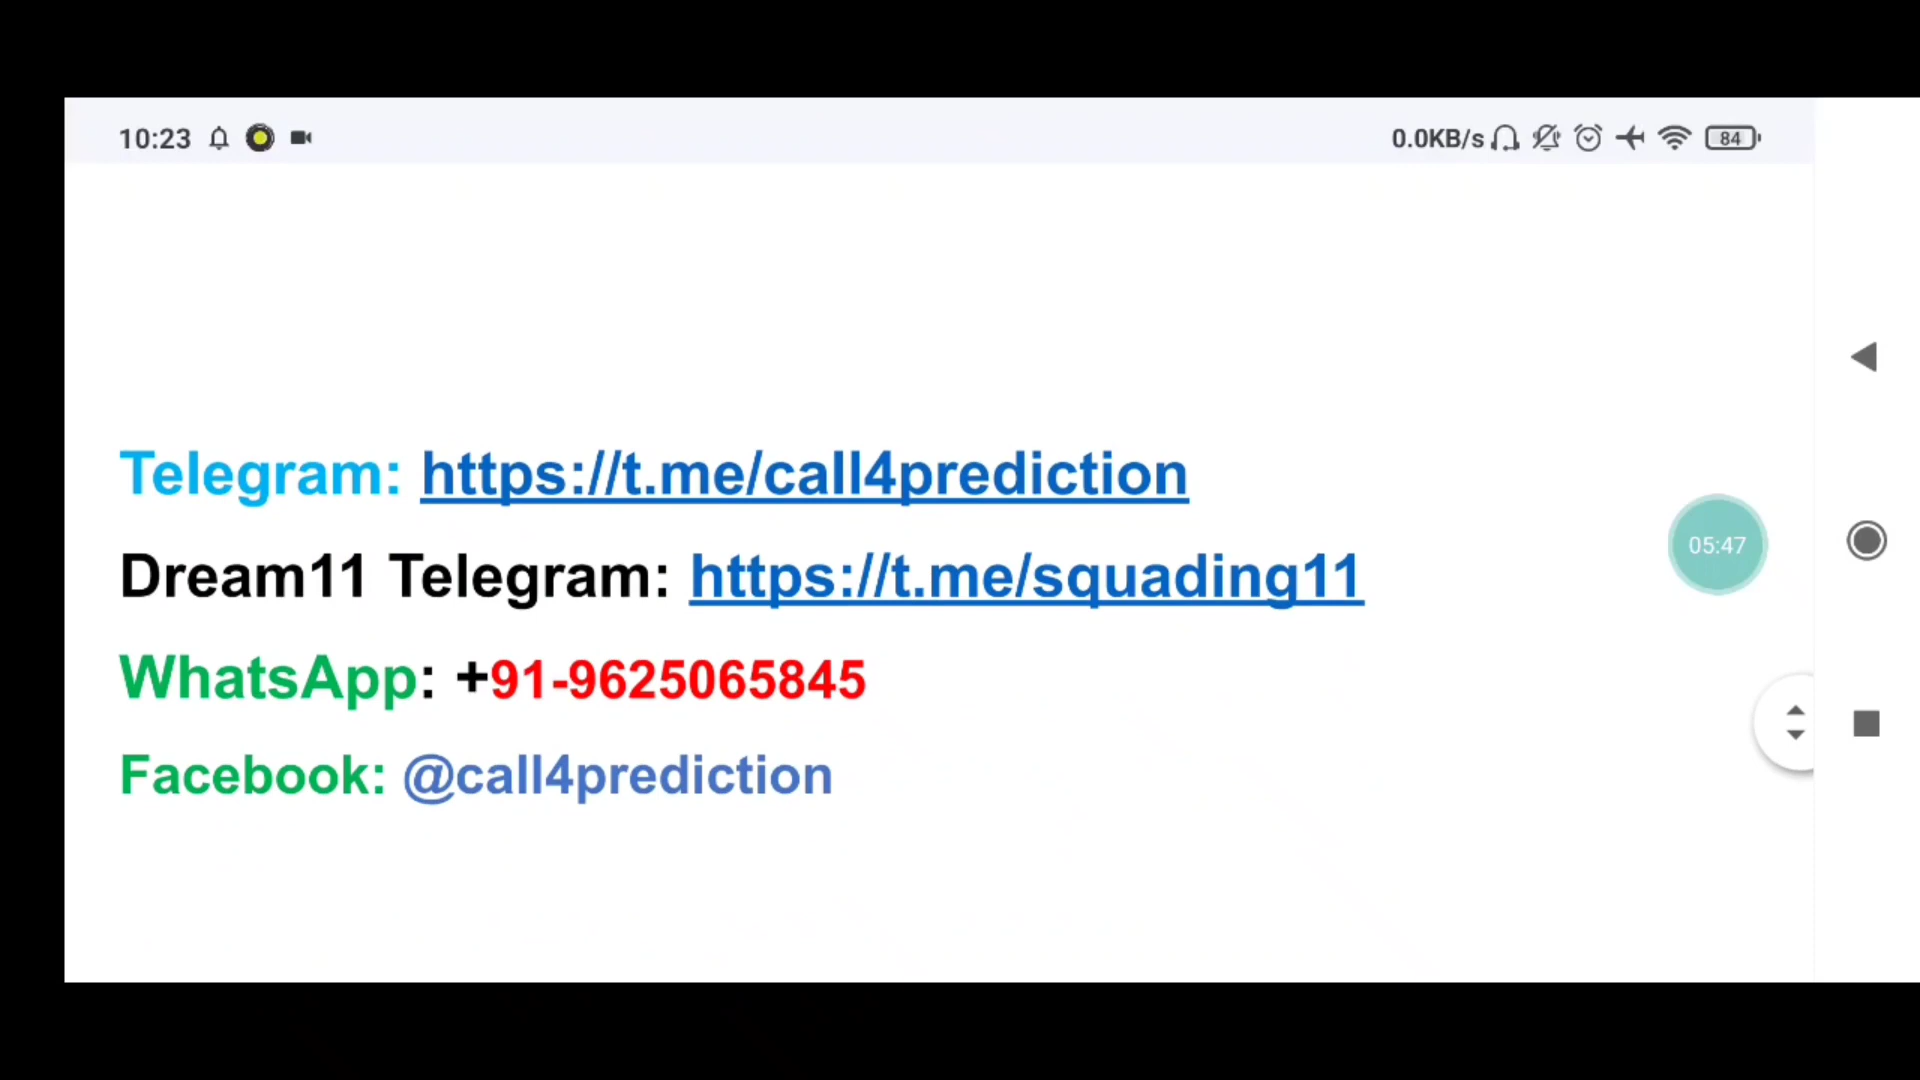 10:23 0.0KB/s 84
Telegram: https://t.me/call4prediction
Dream11 Telegram: https://t.me/squading11
05:47
WhatsApp: +91-9625065845
Facebook: @call4prediction